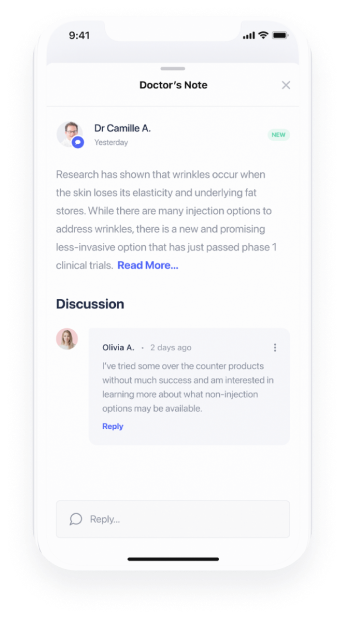 9:41
Doctor's Note
Dr Camille A.
Yesterday
NEW
Research has shown that wrinkles occur when
the skin loses its elasticity and underlying fat
stores. While there are many injection options to
address wrinkles, there is a new and promising
less-invasive option that has just passed phase 1
clinical trials. Read More...
Discussion
Olivia A. • 2 days ago
I've tried some over the counter products
without much success and am interested in
learning more about what non-injection
options may be available.
Reply
Reply...